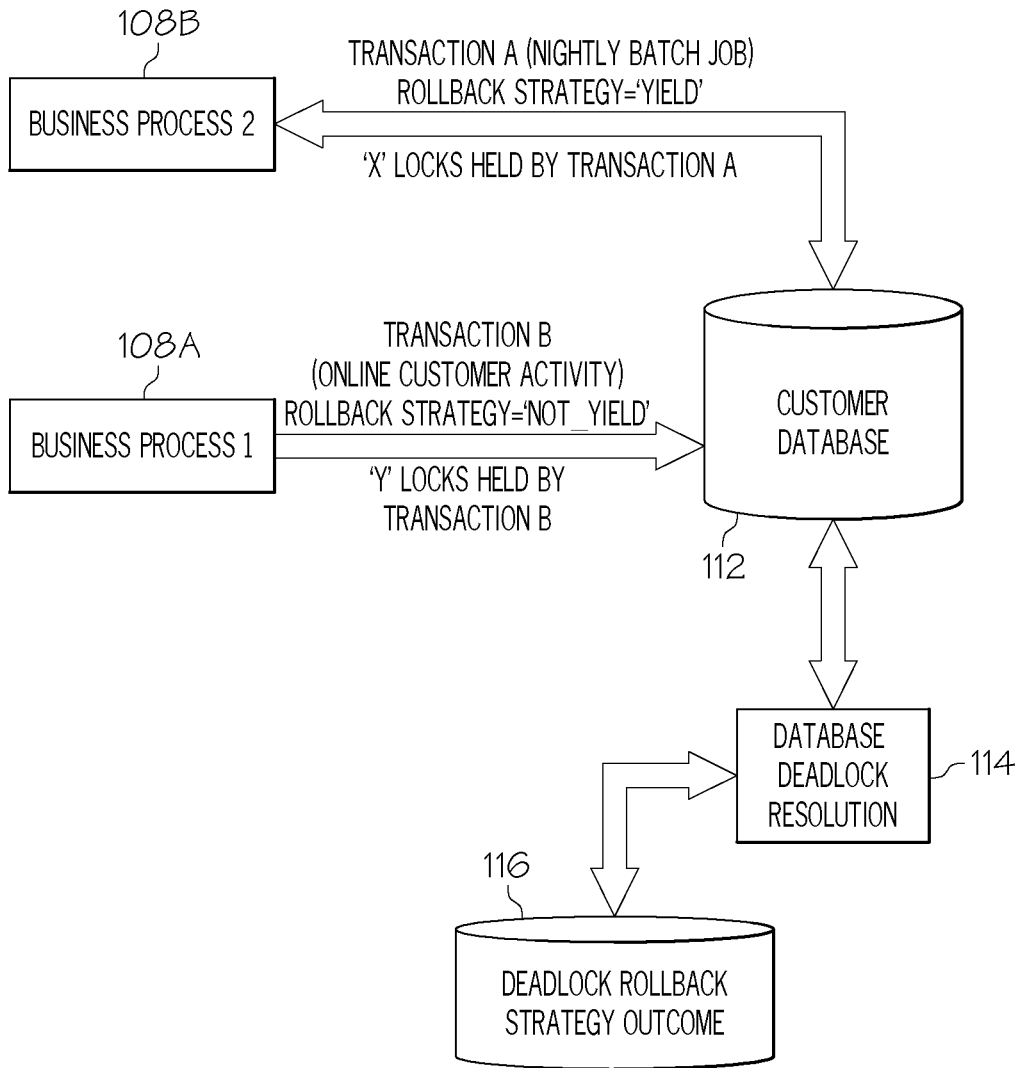 108B
BUSINESS PROCESS 2
TRANSACTION A (NIGHTLY BATCH JOB)
ROLLBACK STRATEGY=‘YIELD’
‘X’ LOCKS HELD BY TRANSACTION A
108A
BUSINESS PROCESS 1
TRANSACTION B
(ONLINE CUSTOMER ACTIVITY)
ROLLBACK STRATEGY=‘NOT_YIELD’
‘Y’ LOCKS HELD BY
TRANSACTION B
CUSTOMER
DATABASE
112
DATABASE
DEADLOCK
RESOLUTION
114
116
DEADLOCK ROLLBACK
STRATEGY OUTCOME